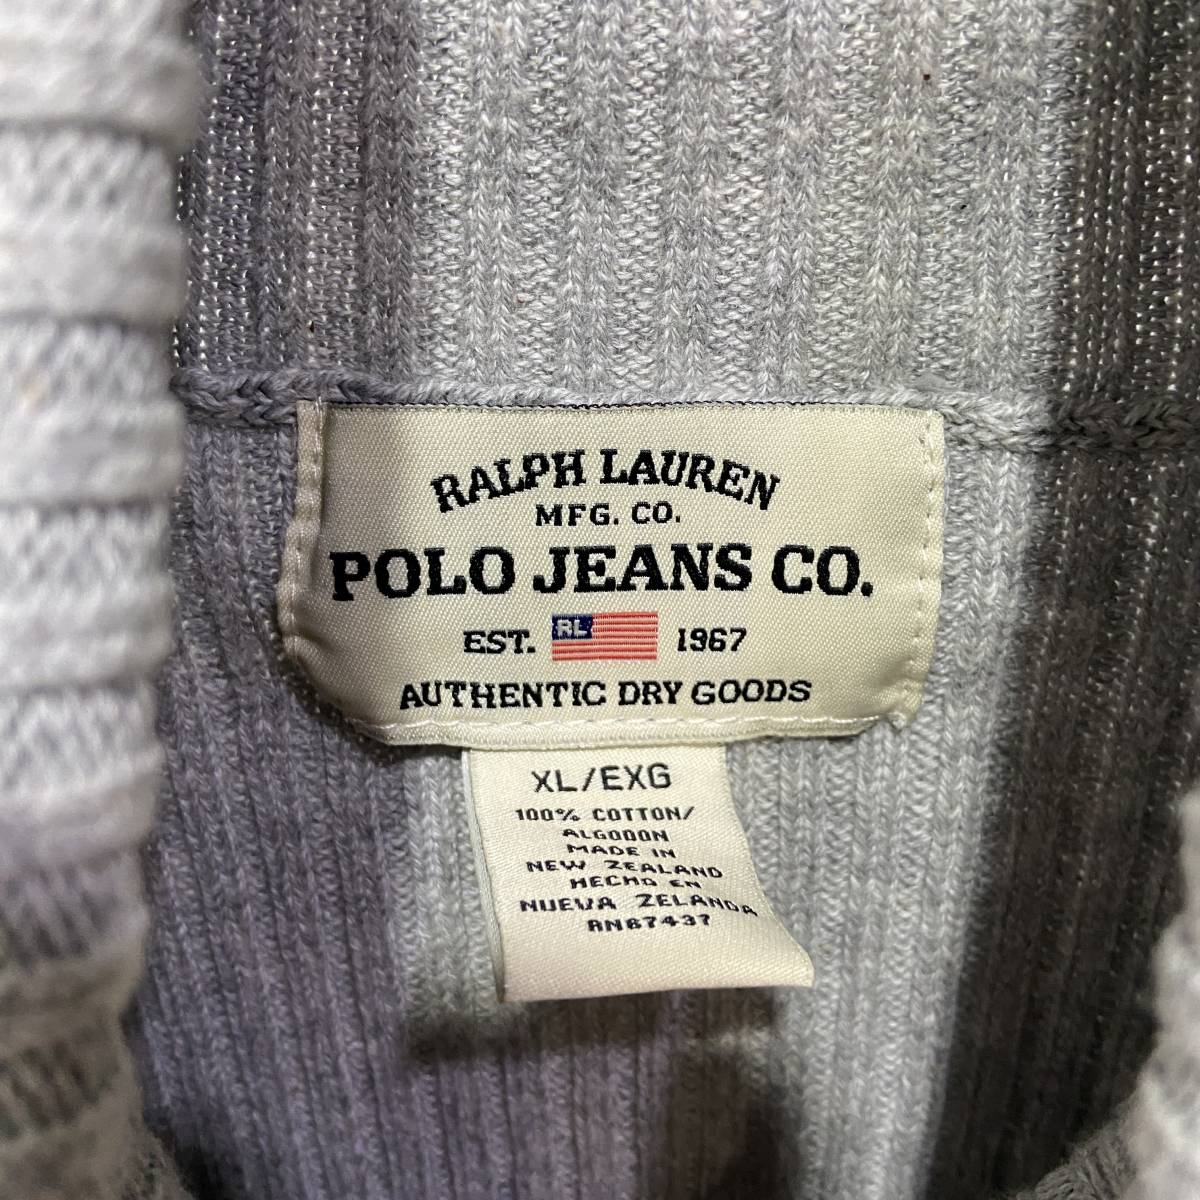 RALPH LAUREN
MFG. CO.
POLO JEANS CO.
EST. RL 1967
AUTHENTIC DRY GOODS
XL/EXG
100% COTTON/
ALGODON
MADE IN
NEW ZEALAND
HECHO EN
NUEVA ZELANDA
RN67437